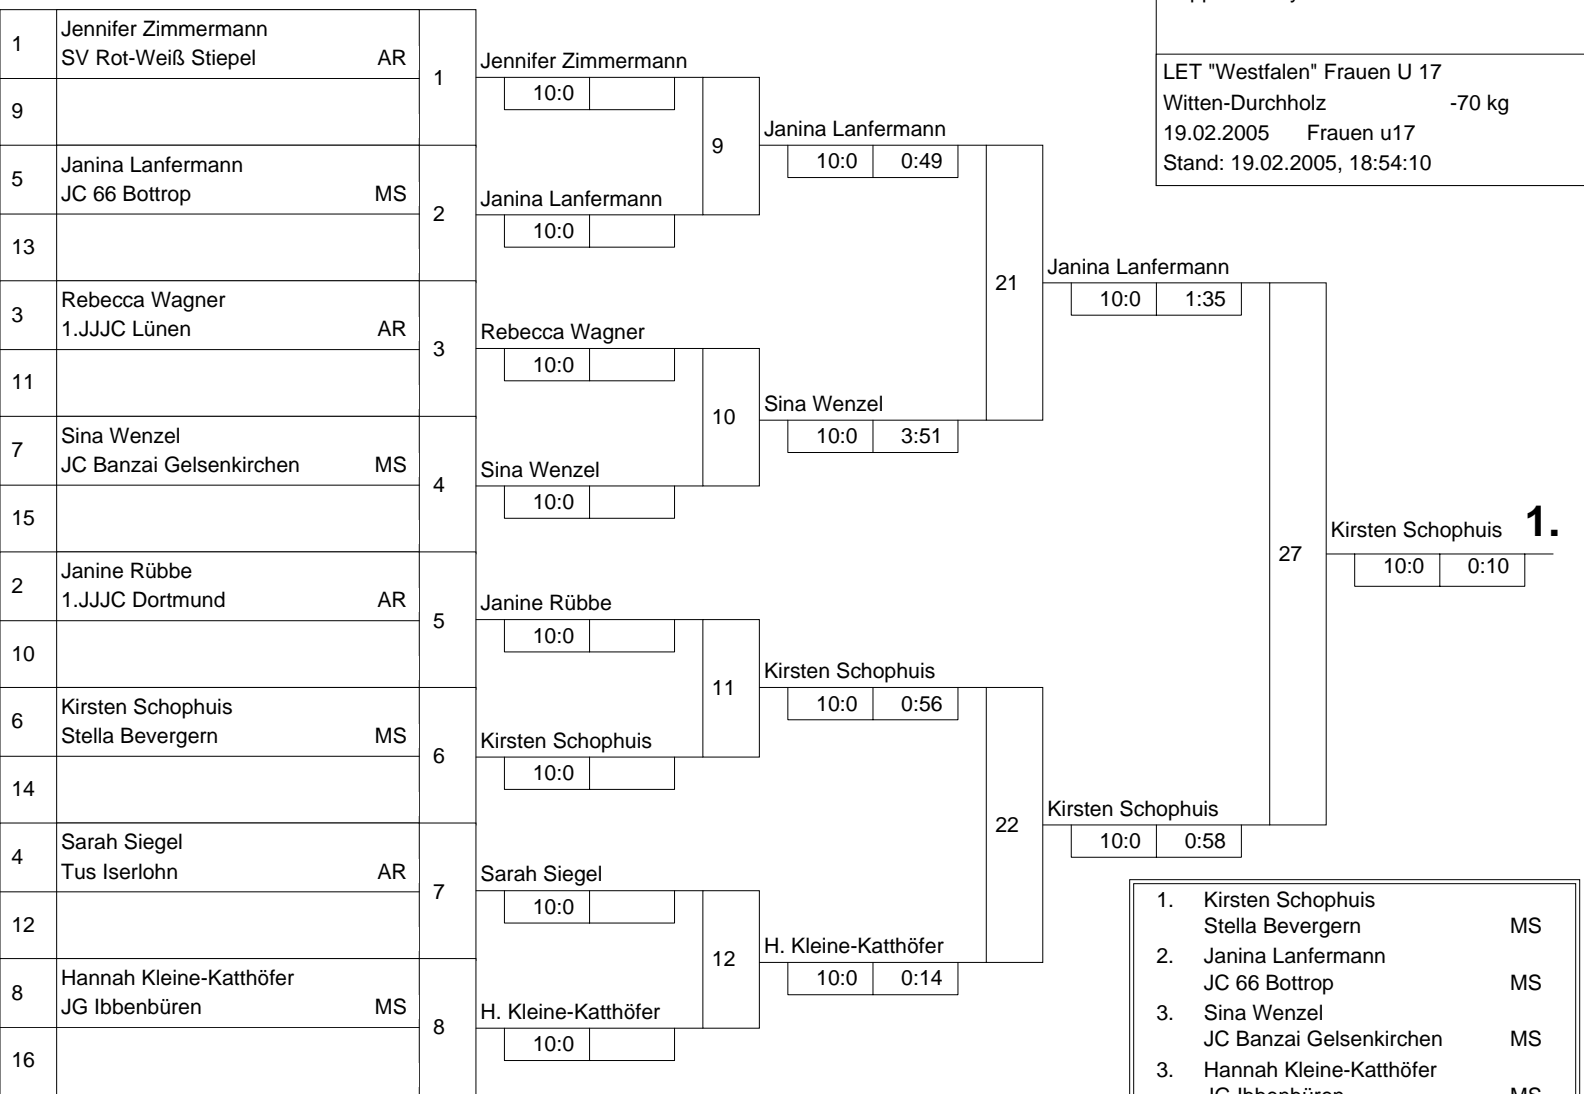 LET "Westfalen" Frauen U 17
Witten-Durchholz -70 kg
19.02.2005 Frauen u17
Stand: 19.02.2005, 18:54:10
1 Jennifer Zimmermann
SV Rot-Weiß Stiepel AR
9
1
5 Janina Lanfermann
JC 66 Bottrop MS
13
2
3 Rebecca Wagner
1.JJJC Lünen AR
11
3
7 Sina Wenzel
JC Banzai Gelsenkirchen MS
15
4
2 Janine Rübbe
1.JJJC Dortmund AR
10
5
6 Kirsten Schophuis
Stella Bevergern MS
14
6
4 Sarah Siegel
Tus Iserlohn AR
12
7
8 Hannah Kleine-Katthöfer
JG Ibbenbüren MS
16
8
Jennifer Zimmermann
10:0
9
Janina Lanfermann
10:0
Rebecca Wagner
10:0
10
Sina Wenzel
10:0
Janine Rübbe
10:0
11
Kirsten Schophuis
10:0
Sarah Siegel
10:0
12
H. Kleine-Katthöfer
10:0
Janina Lanfermann
10:0 0:49
21
Sina Wenzel
10:0 3:51
Kirsten Schophuis
10:0 0:56
22
H. Kleine-Katthöfer
10:0 0:14
Janina Lanfermann
10:0 1:35
27
Kirsten Schophuis
10:0 0:58
Kirsten Schophuis 1.
10:0 0:10
1. Kirsten Schophuis
Stella Bevergern MS
2. Janina Lanfermann
JC 66 Bottrop MS
3. Sina Wenzel
JC Banzai Gelsenkirchen MS
3. Hannah Kleine-Katthöfer
JG Ibbenbüren MS